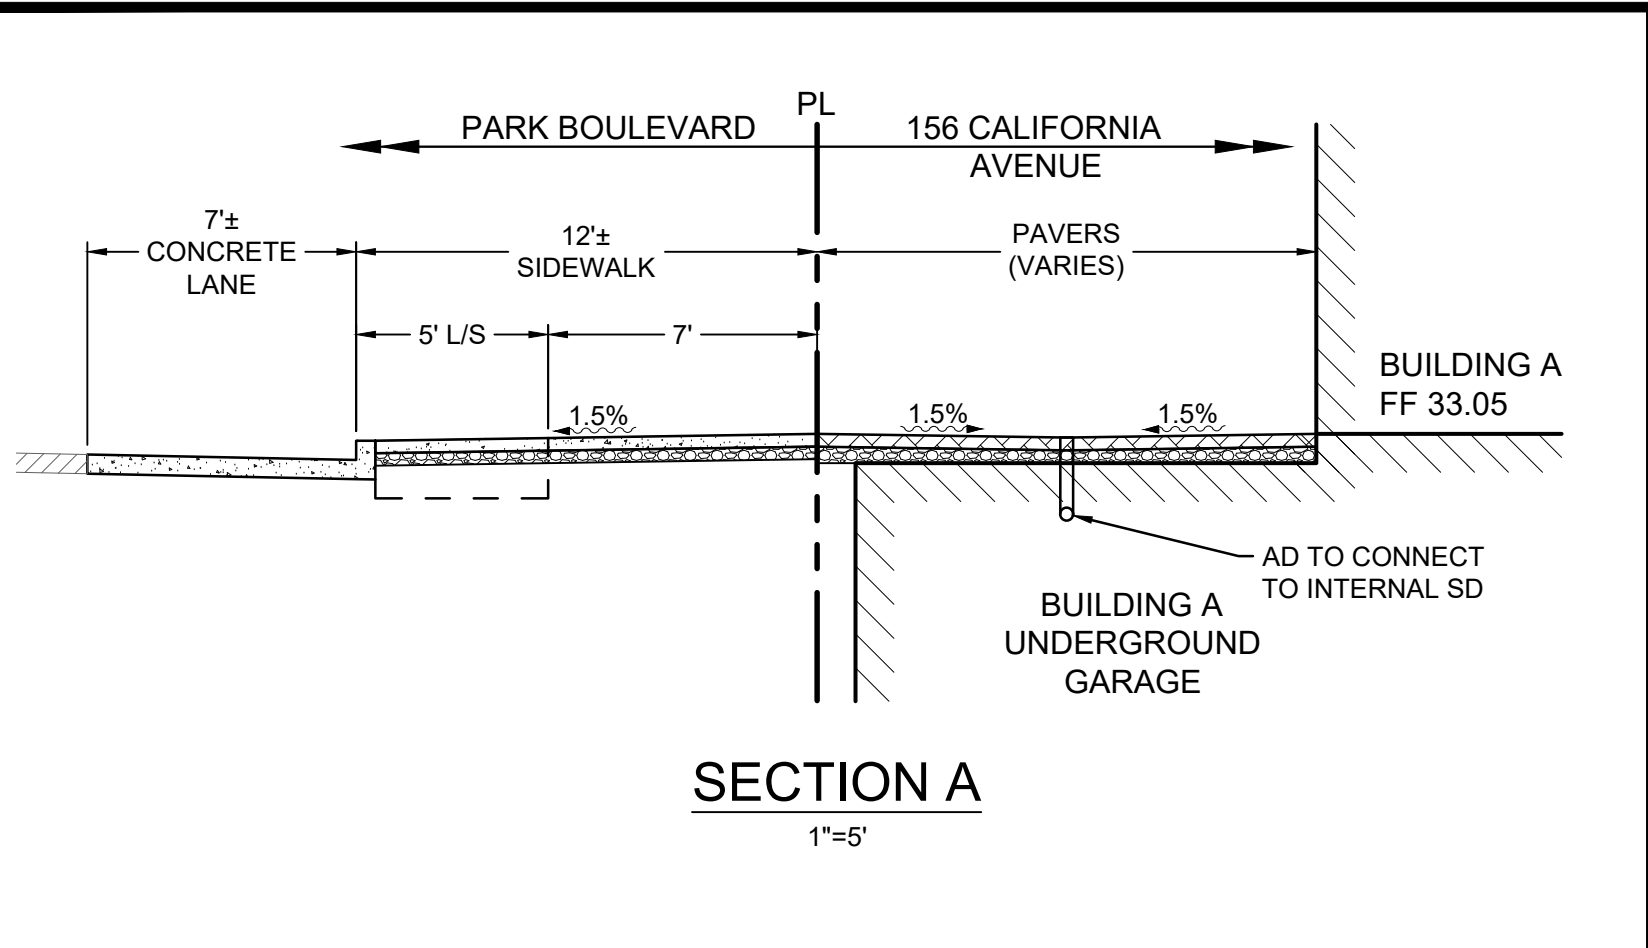 PL
PARK BOULEVARD
156 CALIFORNIA
AVENUE
7'±
CONCRETE
LANE
12'±
SIDEWALK
PAVERS
(VARIES)
5' L/S
7'
BUILDING A
FF 33.05
1.5%
1.5%
1.5%
AD TO CONNECT
TO INTERNAL SD
BUILDING A
UNDERGROUND
GARAGE
SECTION A
1"=5'